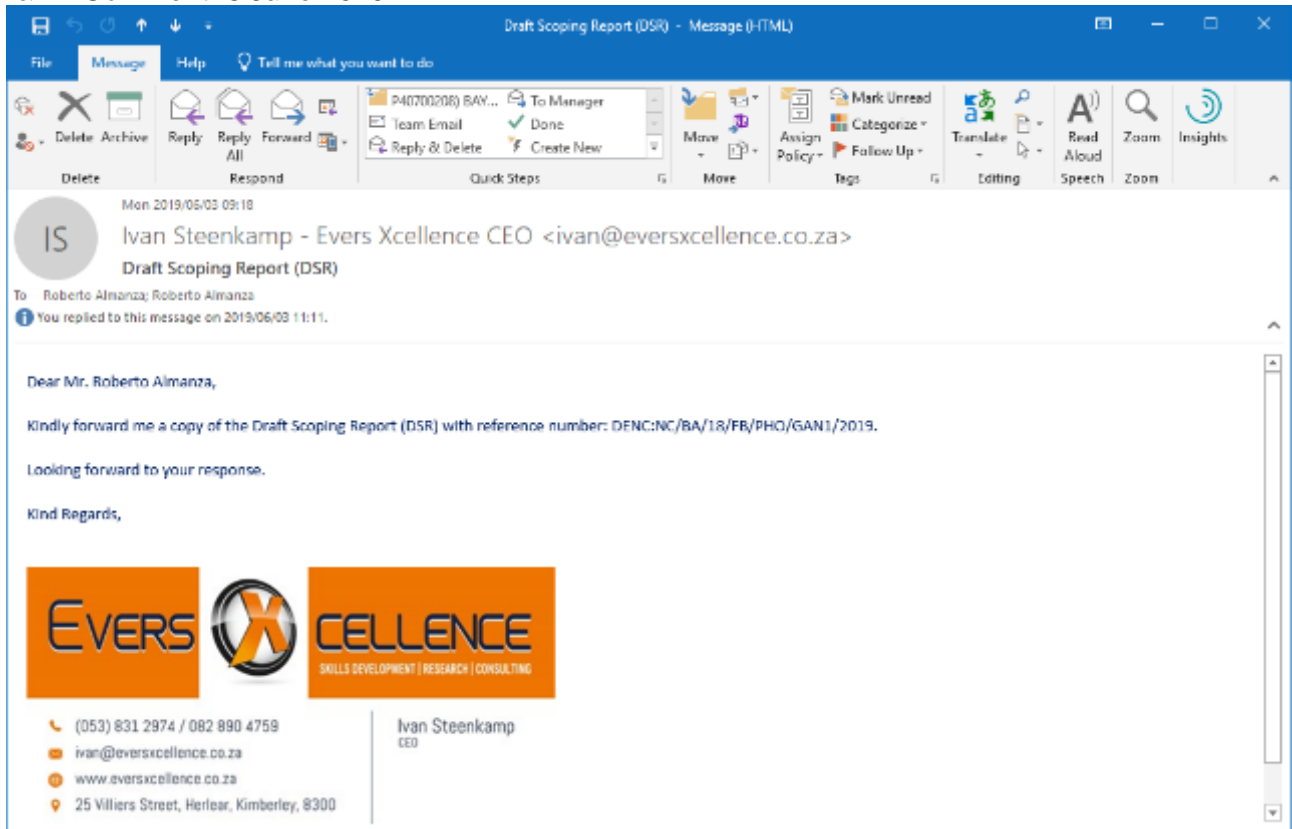 Draft Scoping Report (DSR) - Message (HTML)
File Message Help Tell me what you want to do
Delete Archive
Reply Reply All Forward
P40700208) BAY... To Manager
Team Email Done
Reply & Delete Create New
Move
Assign Policy
Mark Unread
Categorize
Follow Up
Translate
Read Aloud
Zoom
Insights
Delete Respond Quick Steps Move Tags Editing Speech Zoom
Mon 2019/06/03 09:18
IS
Ivan Steenkamp - Evers Xcellence CEO <ivan@eversxcellence.co.za>
Draft Scoping Report (DSR)
To Roberto Almanza; Roberto Almanza
You replied to this message on 2019/06/03 11:11.
Dear Mr. Roberto Almanza,
Kindly forward me a copy of the Draft Scoping Report (DSR) with reference number: DENC:NC/BA/18/FB/PHO/GAN1/2019.
Looking forward to your response.
Kind Regards,
EVERS XCELLENCE
SKILLS DEVELOPMENT | RESEARCH | CONSULTING
(053) 831 2974 / 082 890 4759
ivan@eversxcellence.co.za
www.eversxcellence.co.za
25 Villiers Street, Herlear, Kimberley, 8300
Ivan Steenkamp
CEO